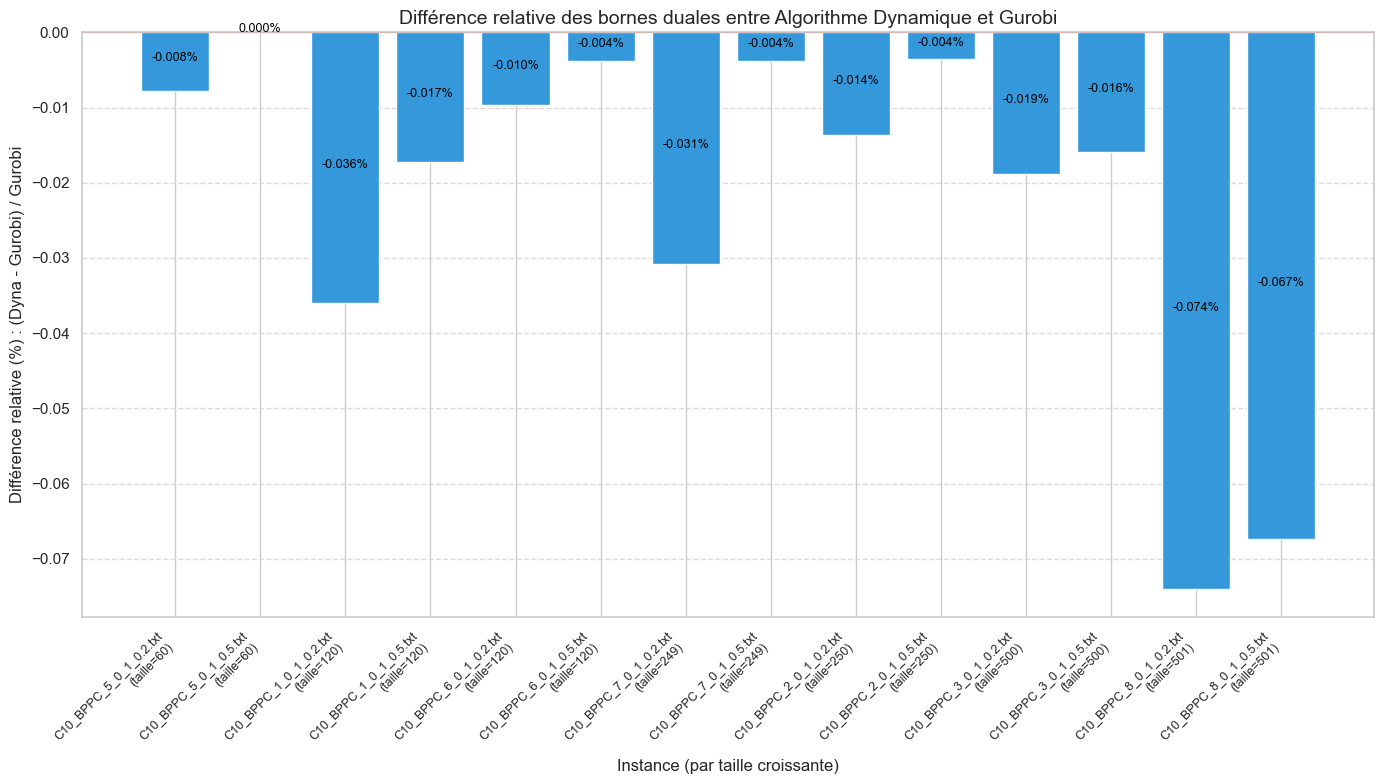 Différence relative des bornes duales entre Algorithme Dynamique et Gurobi
Différence relative (%) : (Dyna - Gurobi) / Gurobi
0.00
−0.01
−0.02
−0.03
−0.04
−0.05
−0.06
−0.07
-0.008%
0.000%
-0.036%
-0.017%
-0.010%
-0.004%
-0.031%
-0.004%
-0.014%
-0.004%
-0.019%
-0.016%
-0.074%
-0.067%
C10_BPPC_5_0_1_0.2.txt
(taille=60)
C10_BPPC_5_0_1_0.5.txt
(taille=60)
C10_BPPC_1_0_1_0.2.txt
(taille=120)
C10_BPPC_1_0_1_0.5.txt
(taille=120)
C10_BPPC_6_0_1_0.2.txt
(taille=120)
C10_BPPC_6_0_1_0.5.txt
(taille=120)
C10_BPPC_7_0_1_0.2.txt
(taille=249)
C10_BPPC_7_0_1_0.5.txt
(taille=249)
C10_BPPC_2_0_1_0.2.txt
(taille=250)
C10_BPPC_2_0_1_0.5.txt
(taille=250)
C10_BPPC_3_0_1_0.2.txt
(taille=500)
C10_BPPC_3_0_1_0.5.txt
(taille=500)
C10_BPPC_8_0_1_0.2.txt
(taille=501)
C10_BPPC_8_0_1_0.5.txt
(taille=501)
Instance (par taille croissante)